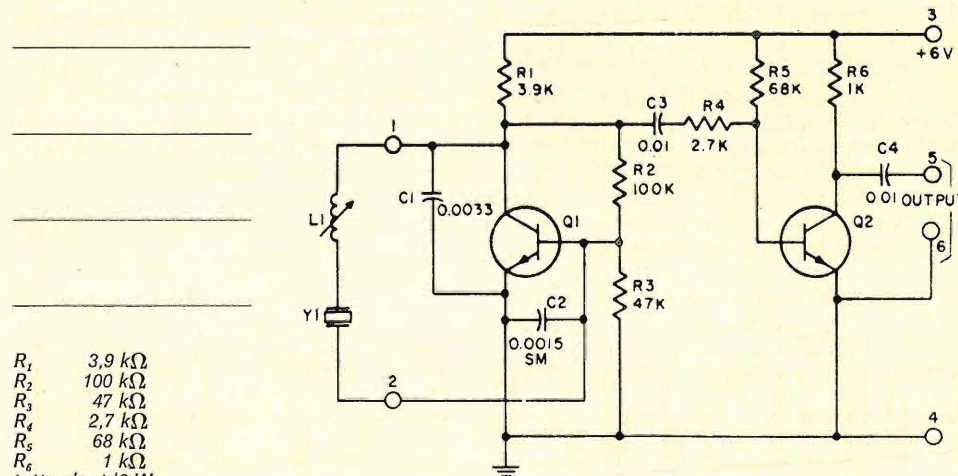 3
+6V
R1
3.9K
R5
68K
R6
1K
C3
0.01
R4
2.7K
1
C1
0.0033
R2
100K
C4
0.01
5
OUTPUT
6
L1
Q1
Q2
R3
47K
Y1
C2
0.0015
SM
2
4
R₁ 3,9 kΩ
R₂ 100 kΩ
R₃ 47 kΩ
R₄ 2,7 kΩ
R₅ 68 kΩ
R₆ 1 kΩ